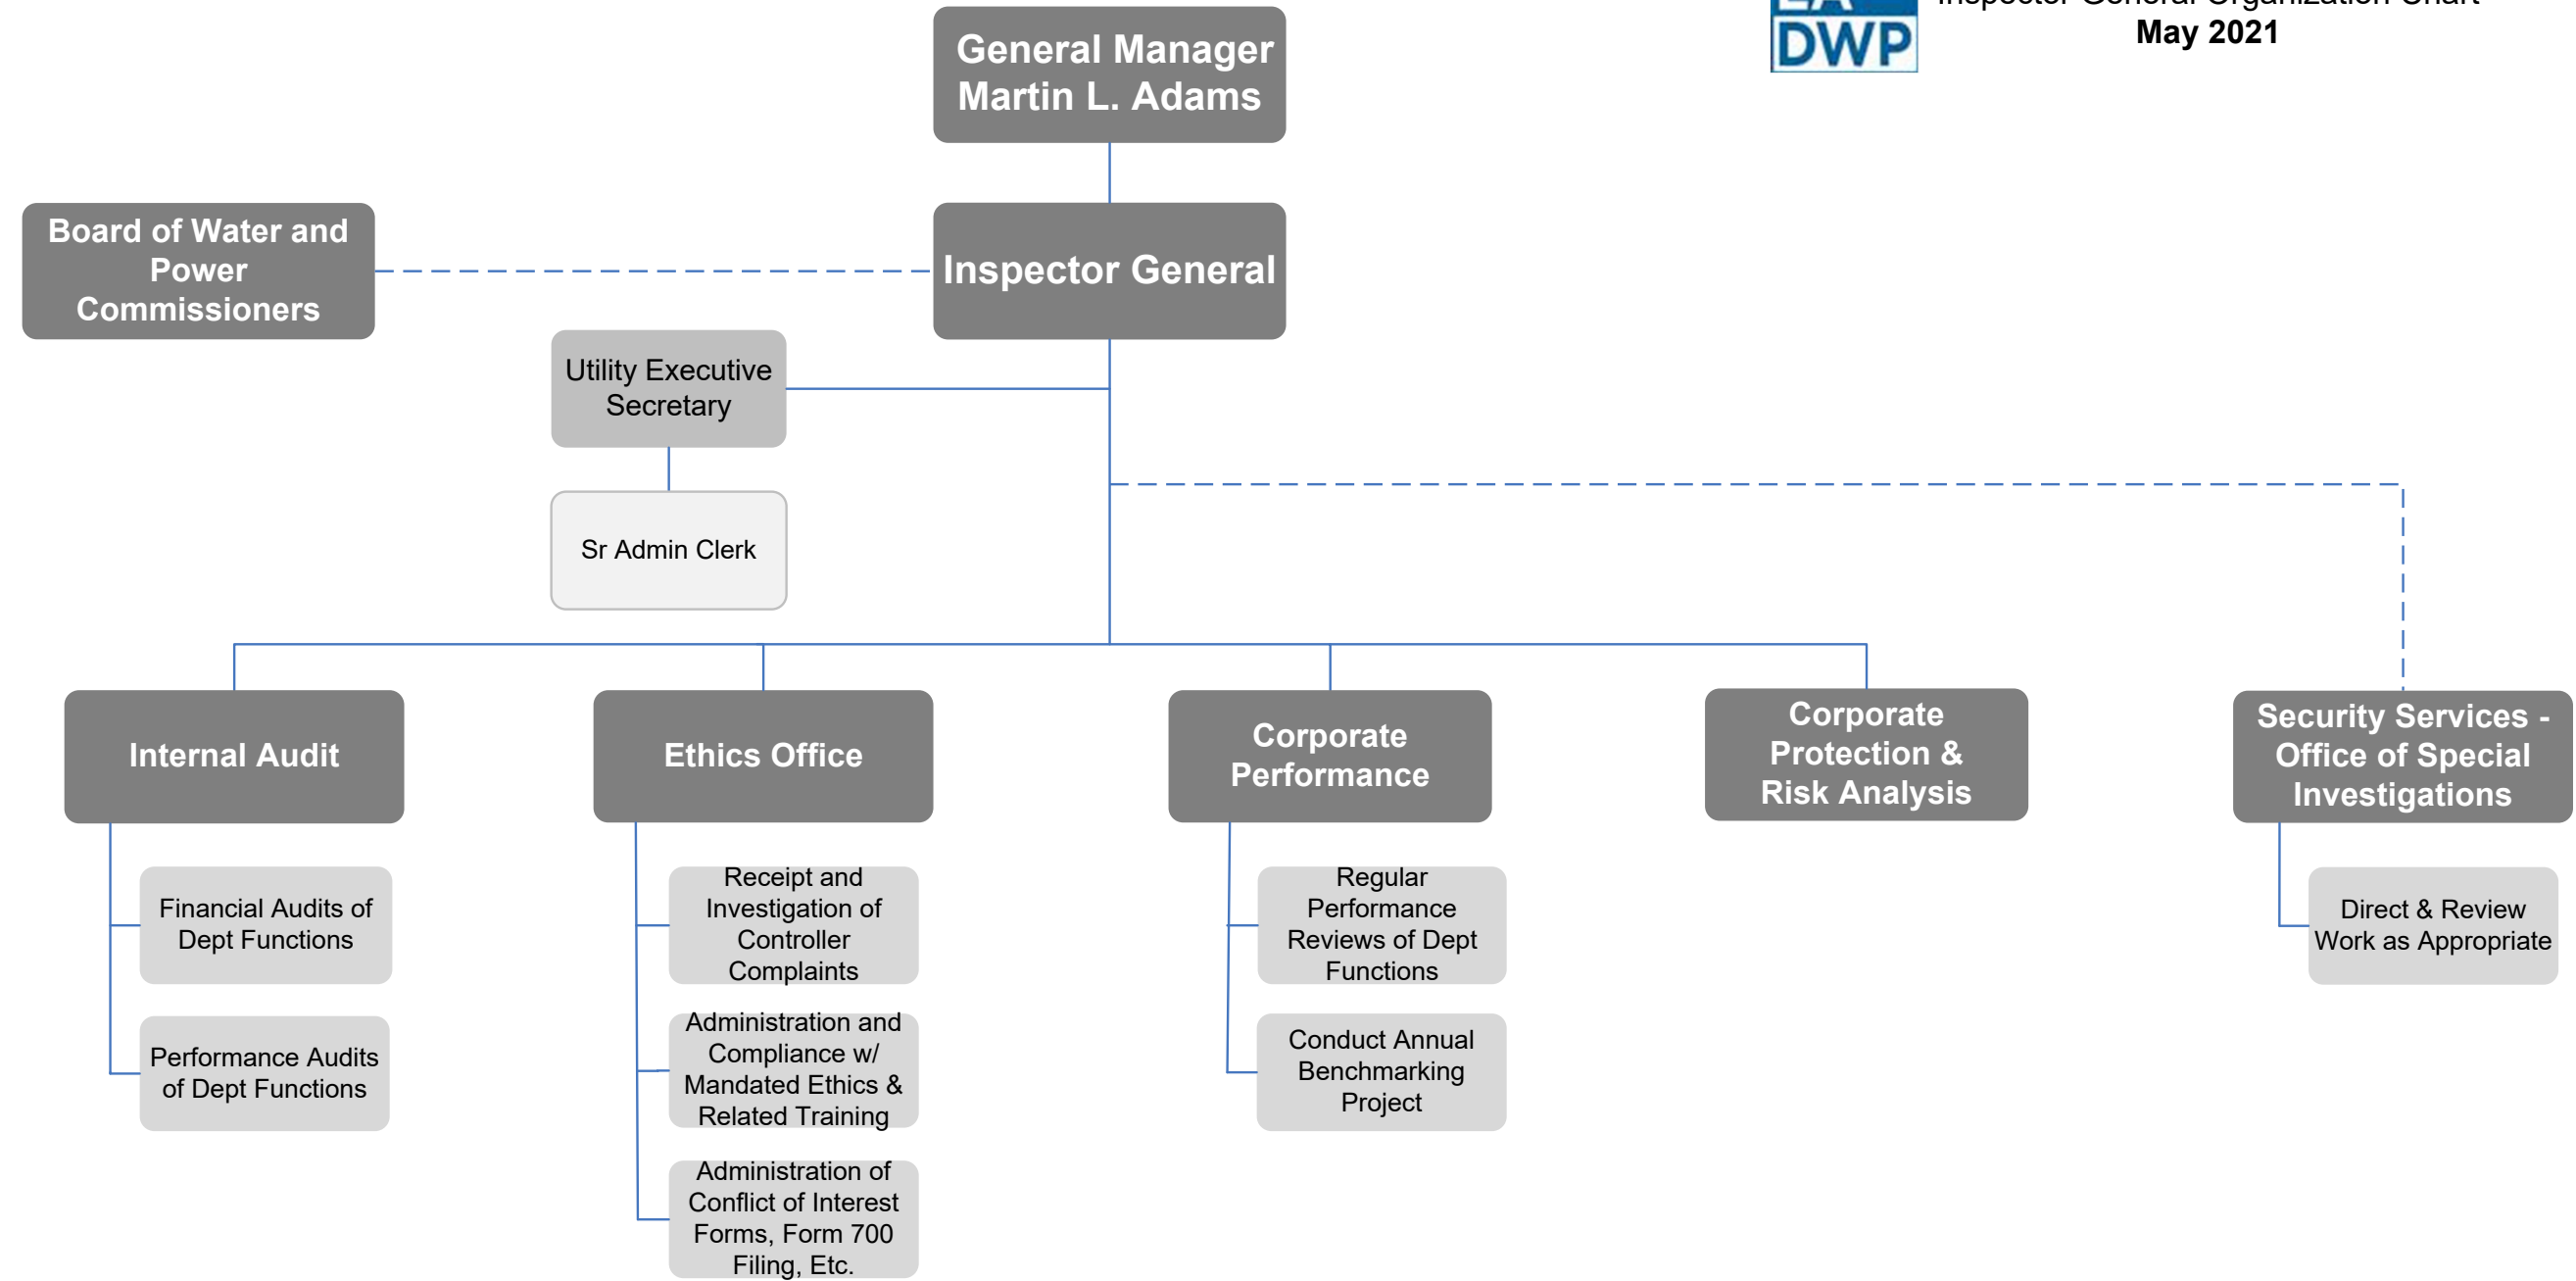 General Manager
Martin L. Adams
DWP
Inspector General Organization Chart
May 2021
Board of Water and
Power
Commissioners
Inspector General
Utility Executive
Secretary
Sr Admin Clerk
Internal Audit
Ethics Office
Corporate
Performance
Corporate
Protection &
Risk Analysis
Security Services -
Office of Special
Investigations
Financial Audits of
Dept Functions
Performance Audits
of Dept Functions
Receipt and
Investigation of
Controller
Complaints
Administration and
Compliance w/
Mandated Ethics &
Related Training
Administration of
Conflict of Interest
Forms, Form 700
Filing, Etc.
Regular
Performance
Reviews of Dept
Functions
Conduct Annual
Benchmarking
Project
Direct & Review
Work as Appropriate